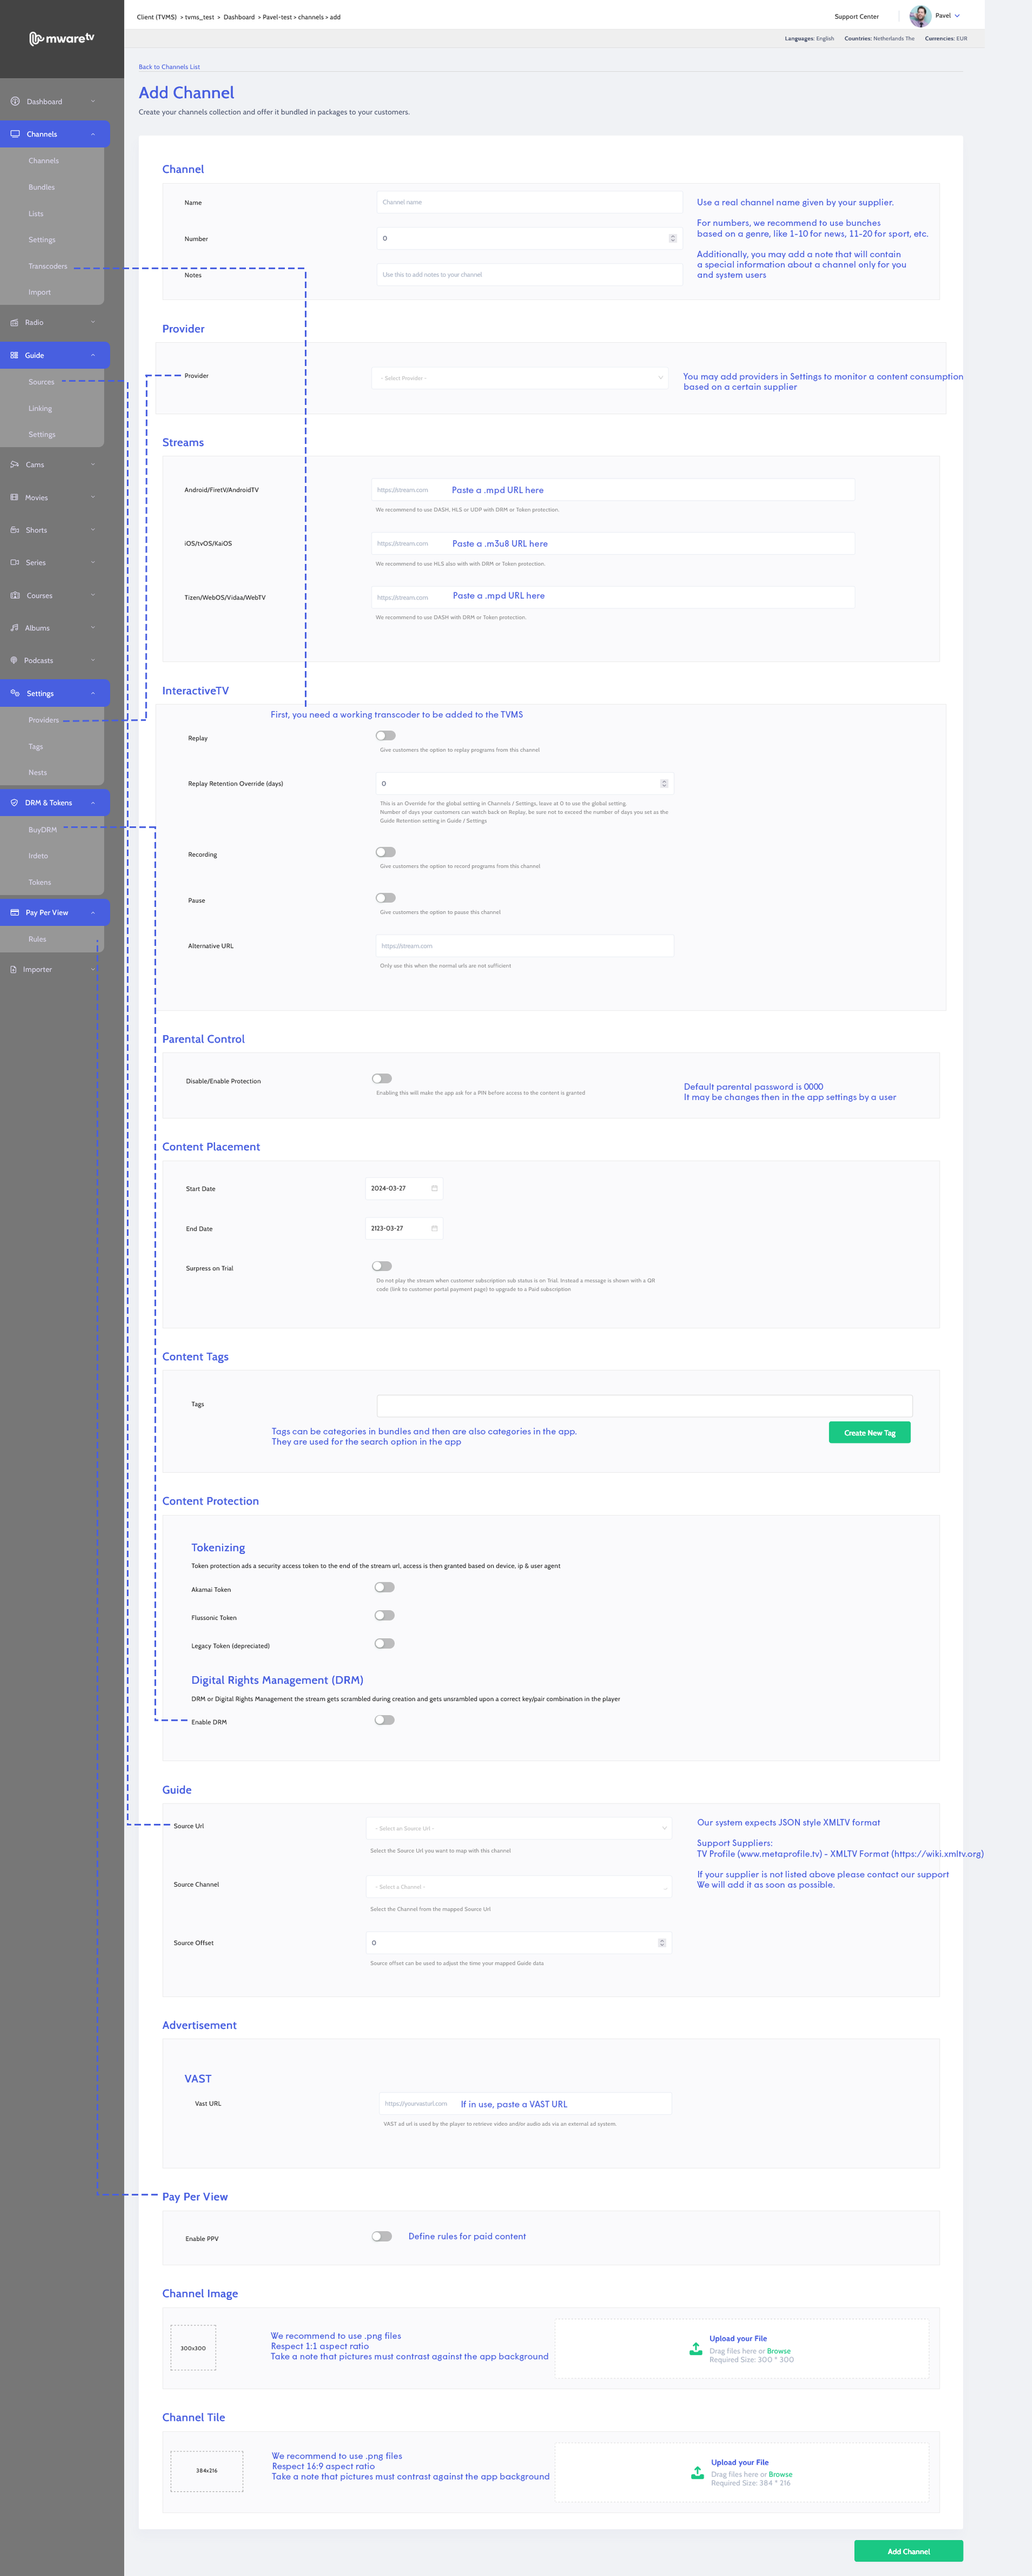 mwaretv
Client (TVMS) > tvms_test > Dashboard > Pavel-test > channels > add
Support Center
Pavel
Languages: English Countries: Netherlands The Currencies: EUR
Dashboard
Channels
Channels
Bundles
Lists
Settings
Transcoders
Import
Radio
Guide
Sources
Linking
Settings
Cams
Movies
Shorts
Series
Courses
Albums
Podcasts
Settings
Providers
Tags
Nests
DRM & Tokens
BuyDRM
Irdeto
Tokens
Pay Per View
Rules
Importer
Back to Channels List
Add Channel
Create your channels collection and offer it bundled in packages to your customers.
Channel
Name
Channel name
Number
0
Notes
Use this to add notes to your channel
Use a real channel name given by your supplier.
For numbers, we recommend to use bunches
based on a genre, like 1-10 for news, 11-20 for sport, etc.
Additionally, you may add a note that will contain
a special information about a channel only for you
and system users
Provider
Provider
- Select Provider -
You may add providers in Settings to monitor a content consumption
based on a certain supplier
Streams
Android/FiretV/AndroidTV
https://stream.com
Paste a .mpd URL here
We recommend to use DASH, HLS or UDP with DRM or Token protection.
iOS/tvOS/KaiOS
https://stream.com
Paste a .m3u8 URL here
We recommend to use HLS also with with DRM or Token protection.
Tizen/WebOS/Vidaa/WebTV
https://stream.com
Paste a .mpd URL here
We recommend to use DASH with DRM or Token protection.
InteractiveTV
First, you need a working transcoder to be added to the TVMS
Replay
Give customers the option to replay programs from this channel
Replay Retention Override (days)
0
This is an Override for the global setting in Channels / Settings, leave at 0 to use the global setting.
Number of days your customers can watch back on Replay, be sure not to exceed the number of days you set as the
Guide Retention setting in Guide / Settings
Recording
Give customers the option to record programs from this channel
Pause
Give customers the option to pause this channel
Alternative URL
https://stream.com
Only use this when the normal urls are not sufficient
Parental Control
Disable/Enable Protection
Enabling this will make the app ask for a PIN before access to the content is granted
Default parental password is 0000
It may be changes then in the app settings by a user
Content Placement
Start Date
2024-03-27
End Date
2123-03-27
Surpress on Trial
Do not play the stream when customer subscription sub status is on Trial. Instead a message is shown with a QR
code (link to customer portal payment page) to upgrade to a Paid subscription
Content Tags
Tags
Tags can be categories in bundles and then are also categories in the app.
They are used for the search option in the app
Create New Tag
Content Protection
Tokenizing
Token protection ads a security access token to the end of the stream url, access is then granted based on device, ip & user agent
Akamai Token
Flussonic Token
Legacy Token (depreciated)
Digital Rights Management (DRM)
DRM or Digital Rights Management the stream gets scrambled during creation and gets unsrambled upon a correct key/pair combination in the player
Enable DRM
Guide
Source Url
- Select an Source Url -
Select the Source Url you want to map with this channel
Source Channel
- Select a Channel -
Select the Channel from the mapped Source Url
Source Offset
0
Source offset can be used to adjust the time your mapped Guide data
Our system expects JSON style XMLTV format
Support Suppliers:
TV Profile (www.metaprofile.tv) - XMLTV Format (https://wiki.xmltv.org)
If your supplier is not listed above please contact our support
We will add it as soon as possible.
Advertisement
VAST
Vast URL
https://yourvasturl.com
If in use, paste a VAST URL
VAST ad url is used by the player to retrieve video and/or audio ads via an external ad system
Pay Per View
Enable PPV
Define rules for paid content
Channel Image
300x300
We recommend to use .png files
Respect 1:1 aspect ratio
Take a note that pictures must contrast against the app background
Upload your File
Drag files here or Browse
Required Size: 300 * 300
Channel Tile
384x216
We recommend to use .png files
Respect 16:9 aspect ratio
Take a note that pictures must contrast against the app background
Upload your File
Drag files here or Browse
Required Size: 384 * 216
Add Channel